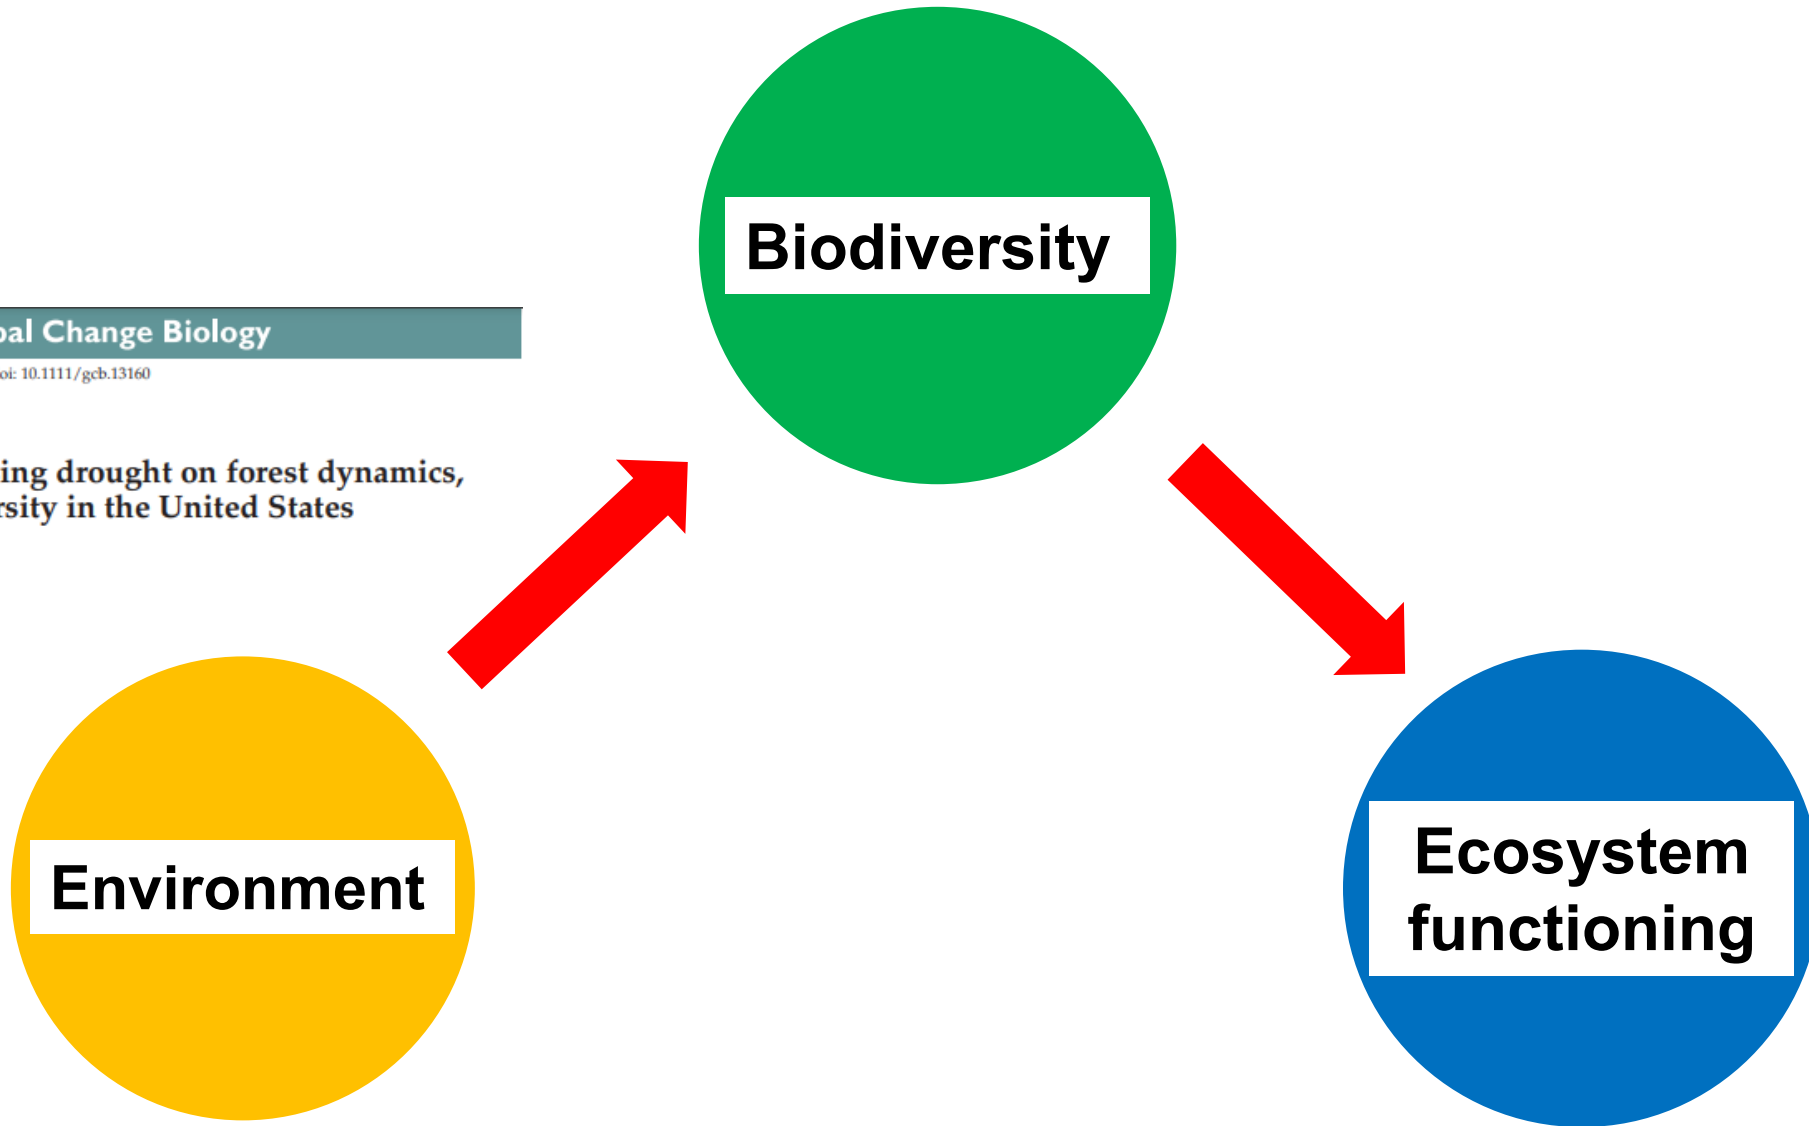 Biodiversity
bal Change Biology
oi: 10.1111/gcb.13160
ing drought on forest dynamics,
rsity in the United States
Environment
Ecosystem
functioning